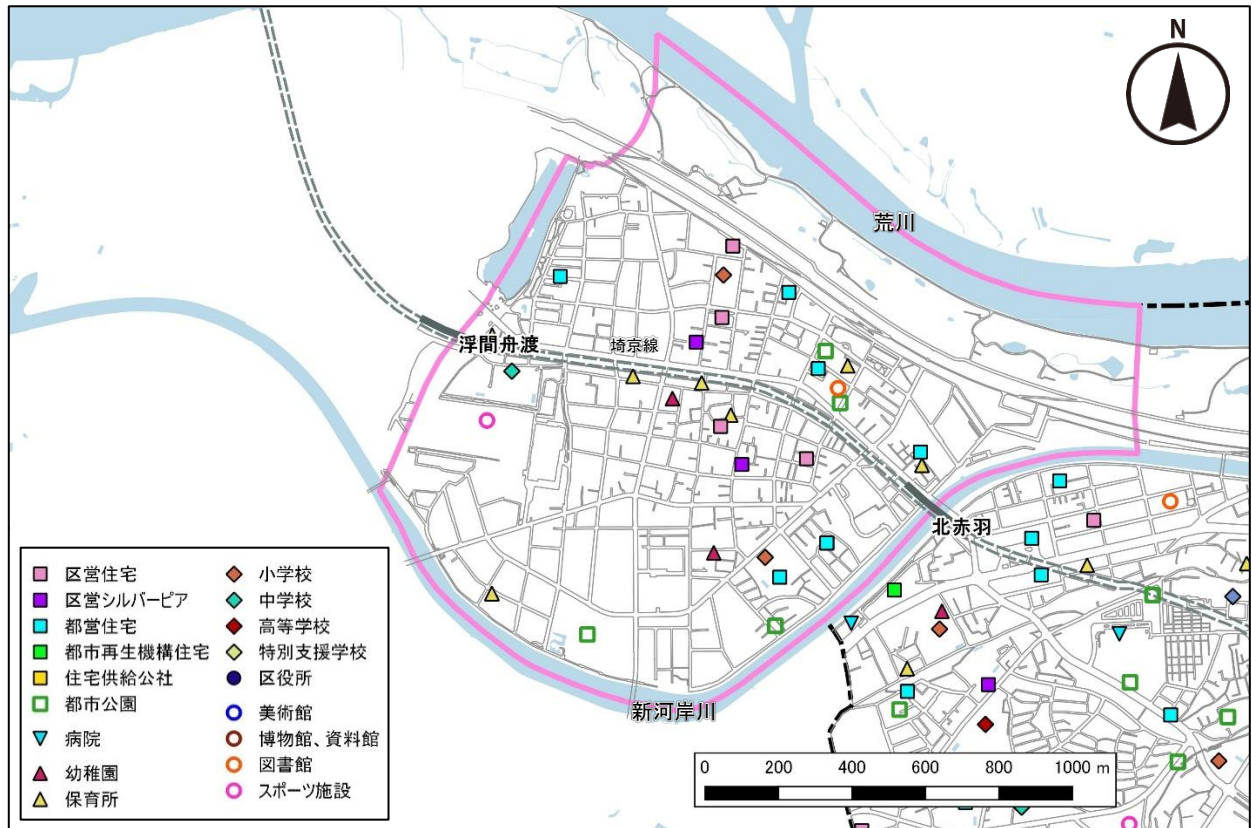 N
荒川
浮間舟渡
埼京線
北赤羽
新河岸川
区営住宅
区営シルバーピア
都営住宅
都市再生機構住宅
住宅供給公社
都市公園
病院
幼稚園
保育所
小学校
中学校
高等学校
特別支援学校
区役所
美術館
博物館、資料館
図書館
スポーツ施設
0 200 400 600 800 1000 m